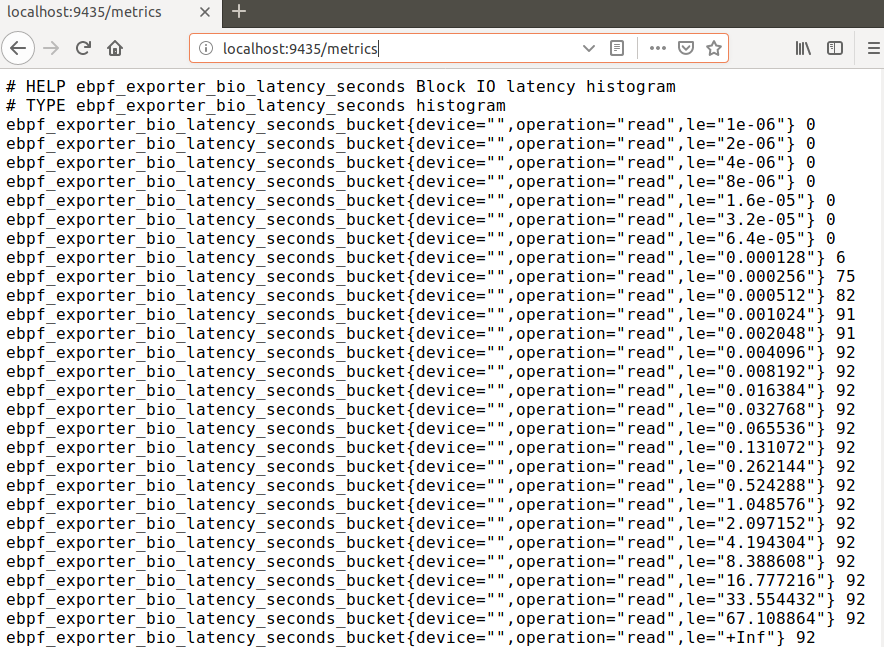 localhost:9435/metrics
localhost:9435/metrics
# HELP ebpf_exporter_bio_latency_seconds Block IO latency histogram
# TYPE ebpf_exporter_bio_latency_seconds histogram
ebpf_exporter_bio_latency_seconds_bucket{device="",operation="read",le="1e-06"} 0
ebpf_exporter_bio_latency_seconds_bucket{device="",operation="read",le="2e-06"} 0
ebpf_exporter_bio_latency_seconds_bucket{device="",operation="read",le="4e-06"} 0
ebpf_exporter_bio_latency_seconds_bucket{device="",operation="read",le="8e-06"} 0
ebpf_exporter_bio_latency_seconds_bucket{device="",operation="read",le="1.6e-05"} 0
ebpf_exporter_bio_latency_seconds_bucket{device="",operation="read",le="3.2e-05"} 0
ebpf_exporter_bio_latency_seconds_bucket{device="",operation="read",le="6.4e-05"} 0
ebpf_exporter_bio_latency_seconds_bucket{device="",operation="read",le="0.000128"} 6
ebpf_exporter_bio_latency_seconds_bucket{device="",operation="read",le="0.000256"} 75
ebpf_exporter_bio_latency_seconds_bucket{device="",operation="read",le="0.000512"} 82
ebpf_exporter_bio_latency_seconds_bucket{device="",operation="read",le="0.001024"} 91
ebpf_exporter_bio_latency_seconds_bucket{device="",operation="read",le="0.002048"} 91
ebpf_exporter_bio_latency_seconds_bucket{device="",operation="read",le="0.004096"} 92
ebpf_exporter_bio_latency_seconds_bucket{device="",operation="read",le="0.008192"} 92
ebpf_exporter_bio_latency_seconds_bucket{device="",operation="read",le="0.016384"} 92
ebpf_exporter_bio_latency_seconds_bucket{device="",operation="read",le="0.032768"} 92
ebpf_exporter_bio_latency_seconds_bucket{device="",operation="read",le="0.065536"} 92
ebpf_exporter_bio_latency_seconds_bucket{device="",operation="read",le="0.131072"} 92
ebpf_exporter_bio_latency_seconds_bucket{device="",operation="read",le="0.262144"} 92
ebpf_exporter_bio_latency_seconds_bucket{device="",operation="read",le="0.524288"} 92
ebpf_exporter_bio_latency_seconds_bucket{device="",operation="read",le="1.048576"} 92
ebpf_exporter_bio_latency_seconds_bucket{device="",operation="read",le="2.097152"} 92
ebpf_exporter_bio_latency_seconds_bucket{device="",operation="read",le="4.194304"} 92
ebpf_exporter_bio_latency_seconds_bucket{device="",operation="read",le="8.388608"} 92
ebpf_exporter_bio_latency_seconds_bucket{device="",operation="read",le="16.777216"} 92
ebpf_exporter_bio_latency_seconds_bucket{device="",operation="read",le="33.554432"} 92
ebpf_exporter_bio_latency_seconds_bucket{device="",operation="read",le="67.108864"} 92
ebpf_exporter_bio_latency_seconds_bucket{device="",operation="read",le="+Inf"} 92